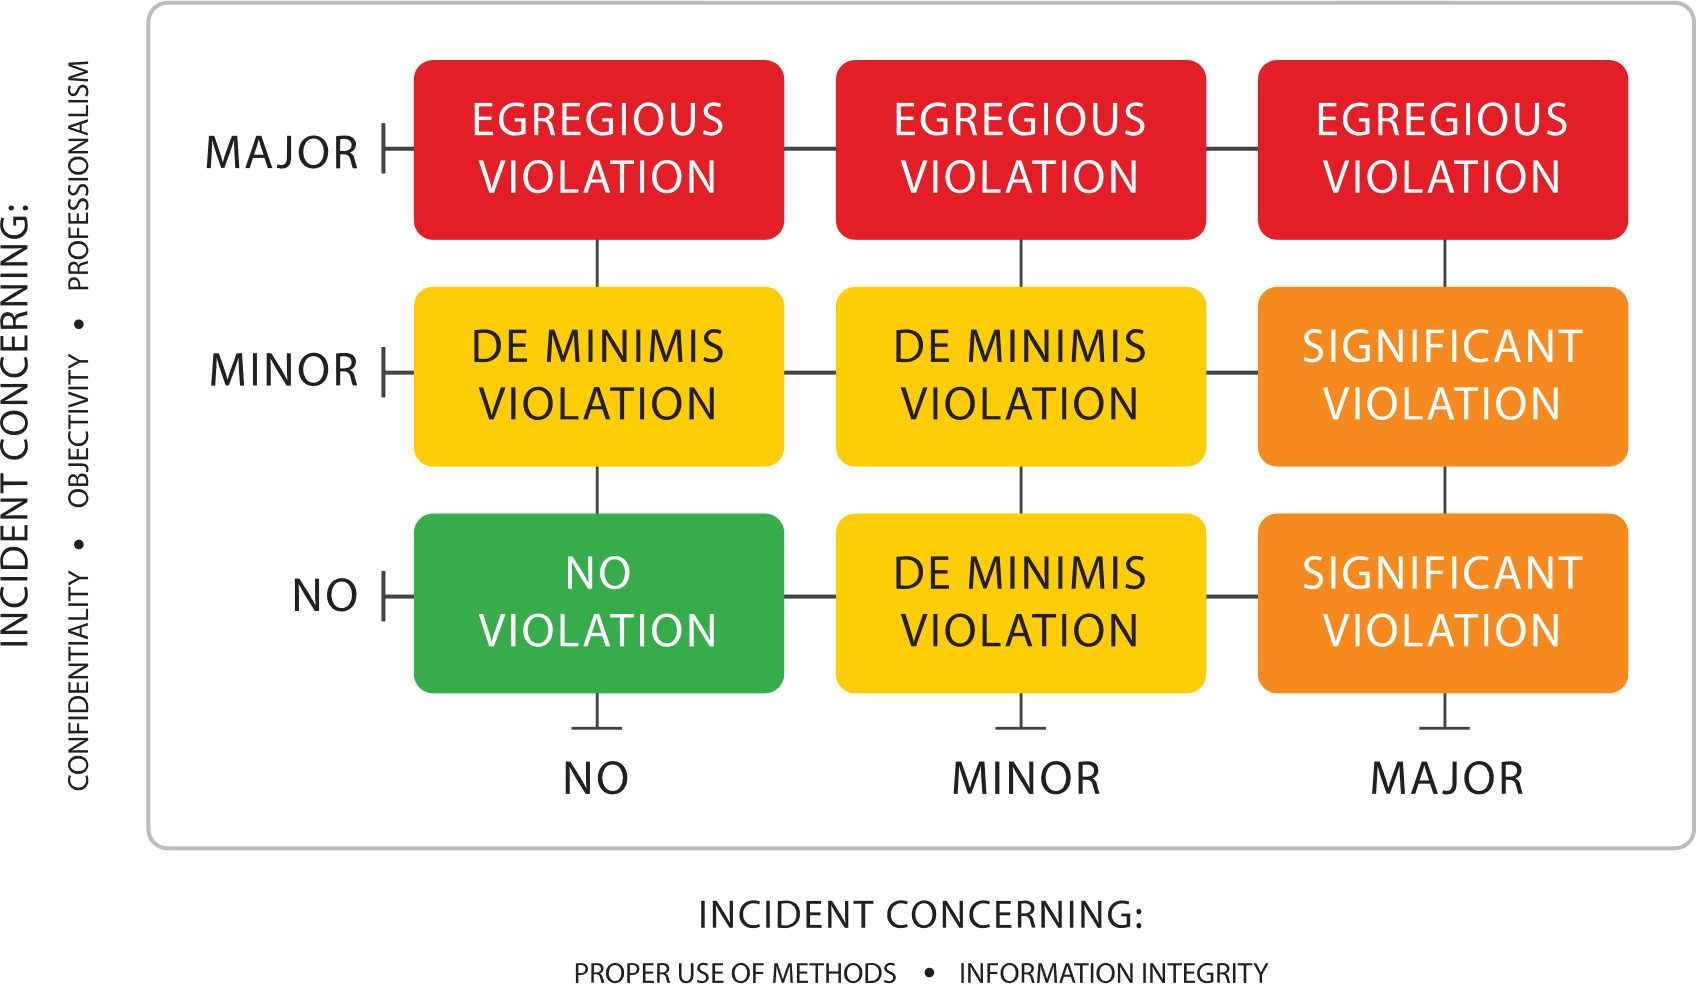 INCIDENT CONCERNING:
CONFIDENTIALITY • OBJECTIVITY • PROFESSIONALISM
MAJOR
EGREGIOUS
VIOLATION
EGREGIOUS
VIOLATION
EGREGIOUS
VIOLATION
MINOR
DE MINIMIS
VIOLATION
DE MINIMIS
VIOLATION
SIGNIFICANT
VIOLATION
NO
NO
VIOLATION
DE MINIMIS
VIOLATION
SIGNIFICANT
VIOLATION
NO
MINOR
MAJOR
INCIDENT CONCERNING:
PROPER USE OF METHODS • INFORMATION INTEGRITY